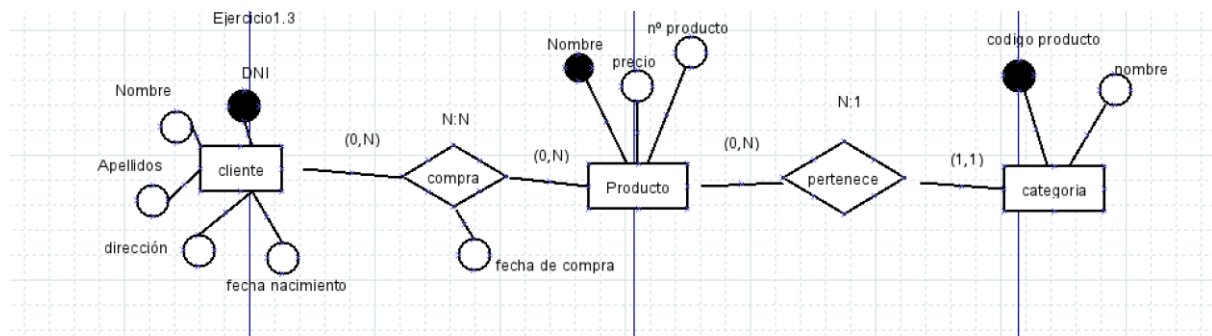 Ejercicio1.3
DNI
Nombre
Apellidos
cliente
dirección
fecha nacimiento
(0,N)
N:N
compra
fecha de compra
(0,N)
Nombre
precio
nº producto
Producto
(0,N)
N:1
pertenece
(1,1)
codigo producto
nombre
categoria